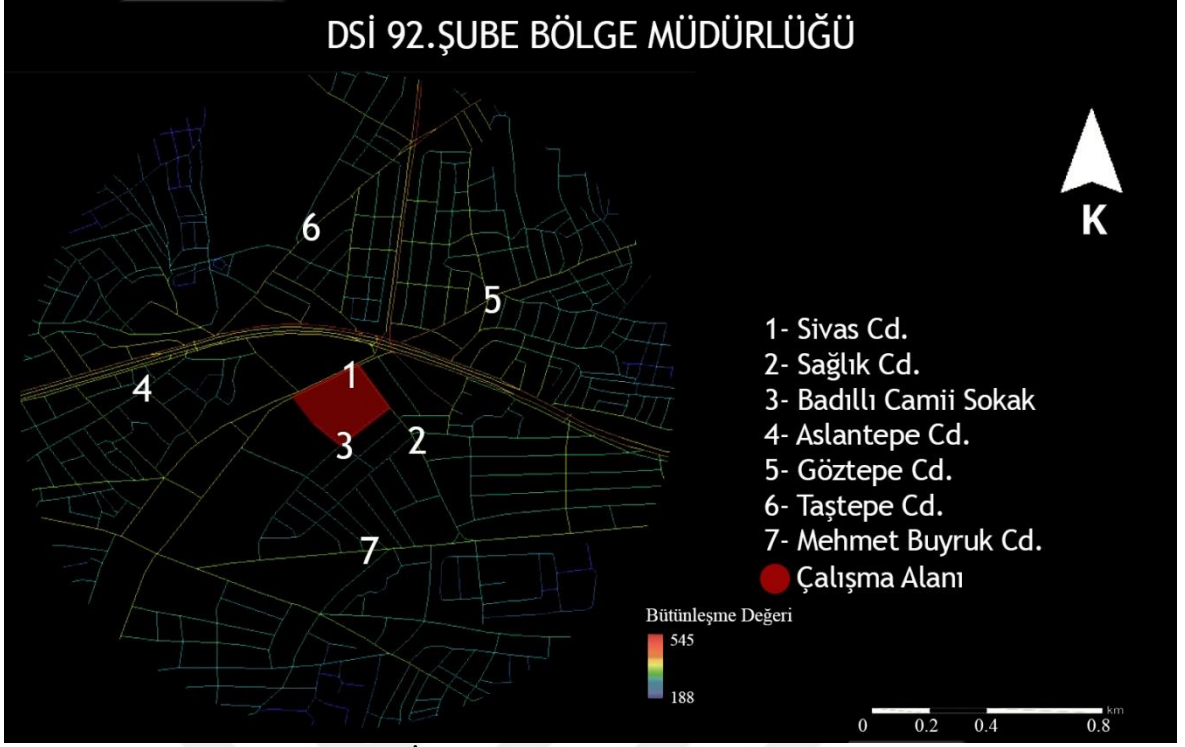 DSİ 92.ŞUBE BÖLGE MÜDÜRLÜĞÜ
K
6
5
1
4
3
2
7
1- Sivas Cd.
2- Sağlık Cd.
3- Badıllı Camii Sokak
4- Aslantepe Cd.
5- Göztepe Cd.
6- Taştepe Cd.
7- Mehmet Buyruk Cd.
Çalışma Alanı
Bütünleşme Değeri
545
188
km
0 0.2 0.4 0.8